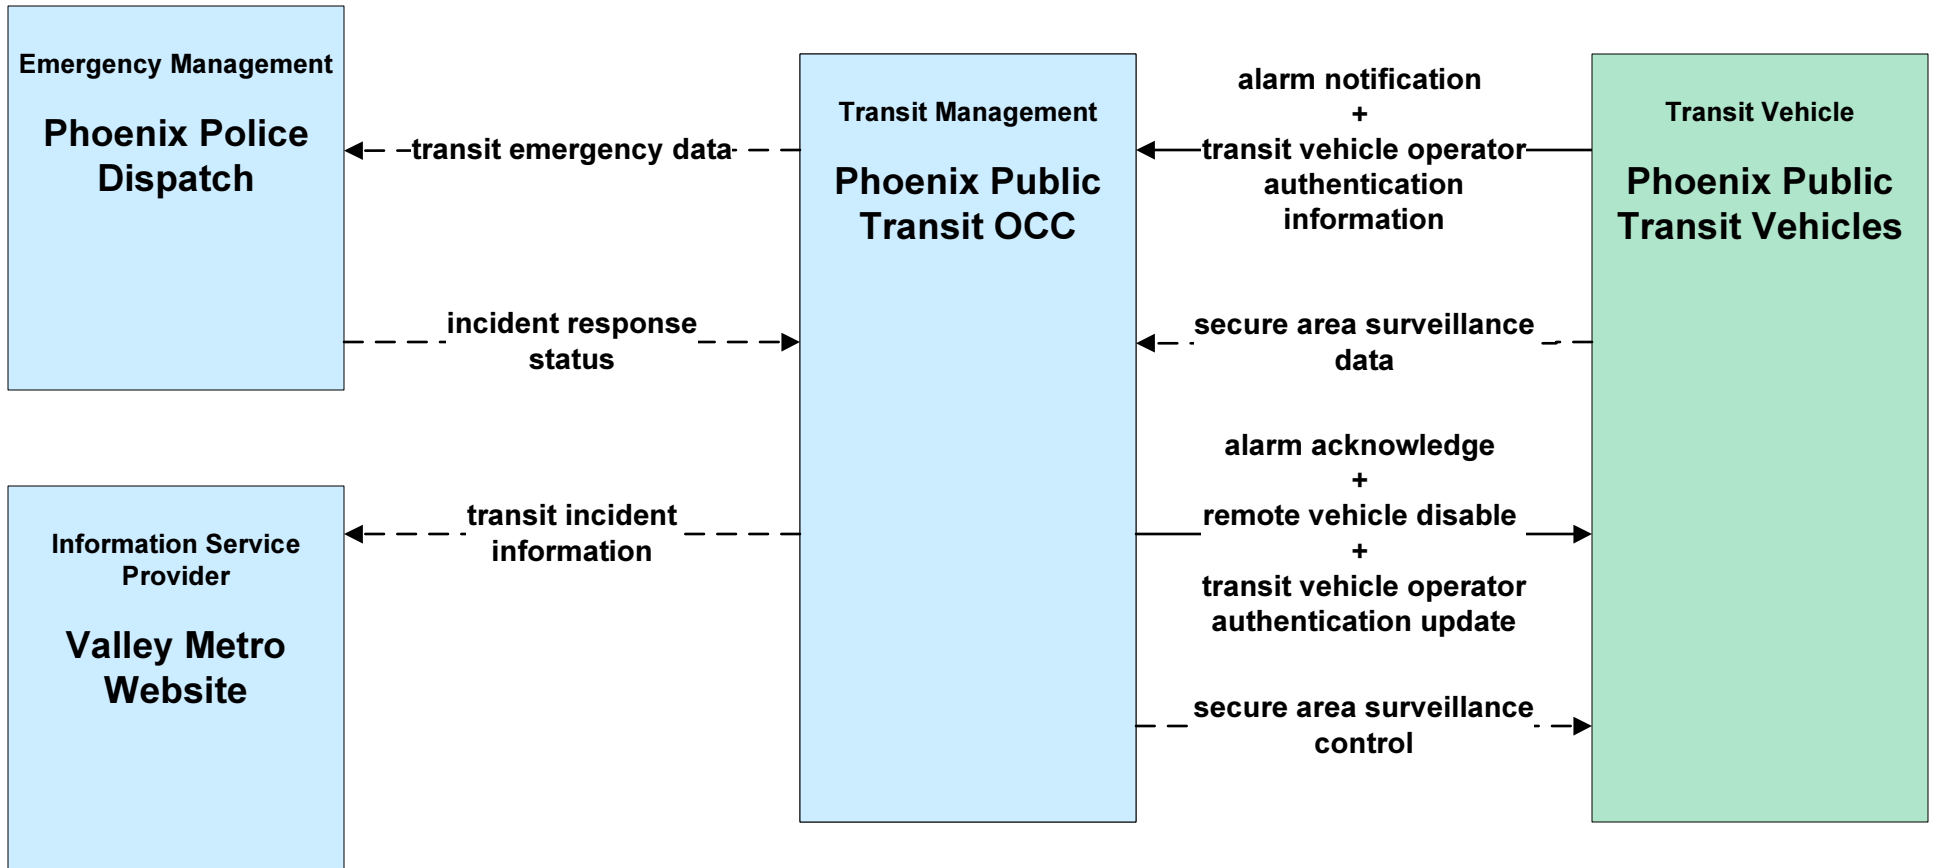 Emergency Management
Phoenix Police
Dispatch
transit emergency data
incident response
status
Information Service
Provider
Valley Metro
Website
transit incident
information
Transit Management
Phoenix Public
Transit OCC
alarm notification
+
transit vehicle operator
authentication
information
secure area surveillance
data
alarm acknowledge
+
remote vehicle disable
+
transit vehicle operator
authentication update
secure area surveillance
control
Transit Vehicle
Phoenix Public
Transit Vehicles